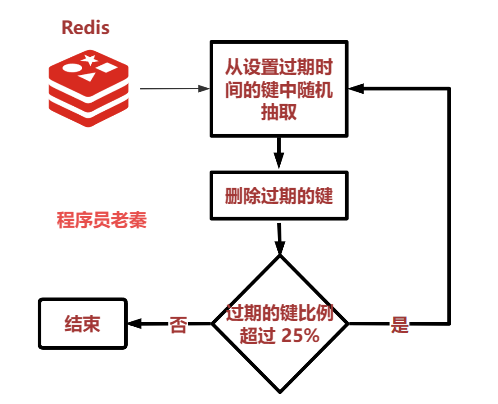 Redis
从设置过期时
间的键中随机
抽取
删除过期的键
程序员老秦
过期的键比例
超过 25%
否
是
结束